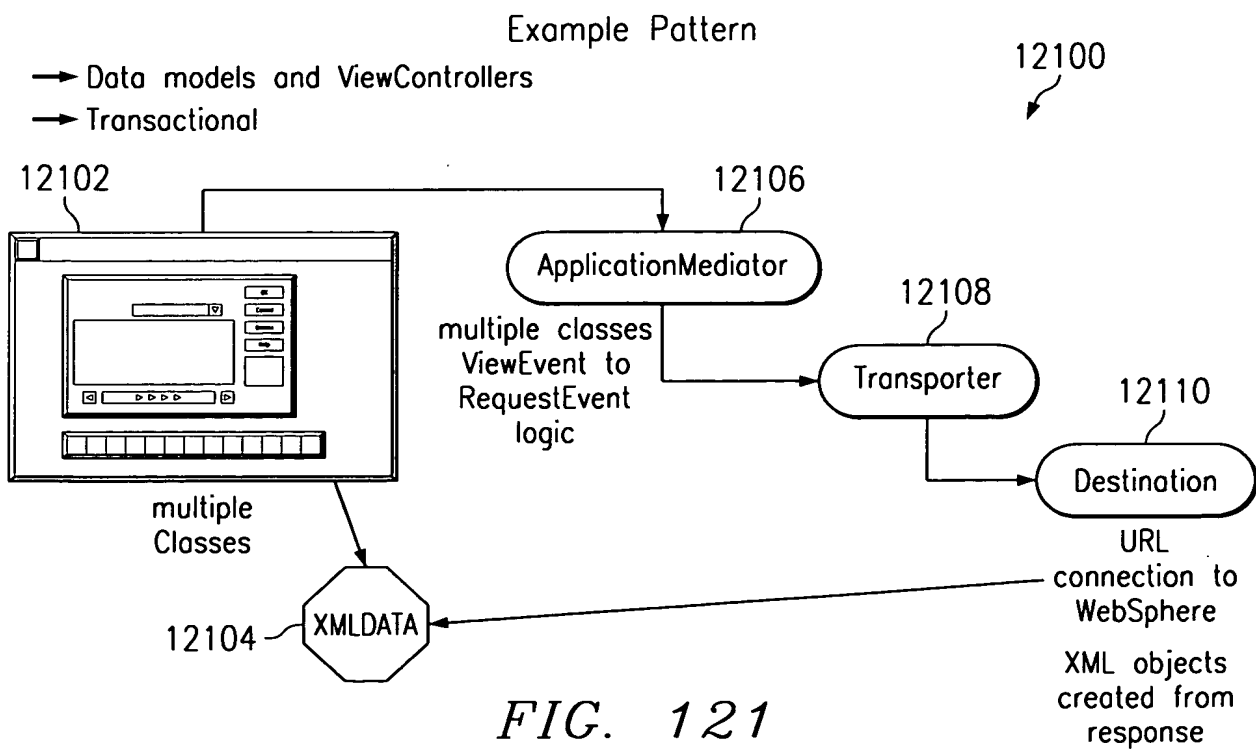 Example Pattern
12100
→ Data models and ViewControllers
→ Transactional
12102
12106
ApplicationMediator
12108
multiple classes
ViewEvent to
RequestEvent
logic
Transporter
12110
Destination
multiple
Classes
URL
connection to
WebSphere
12104
XMLDATA
XML objects
created from
response
FIG. 121